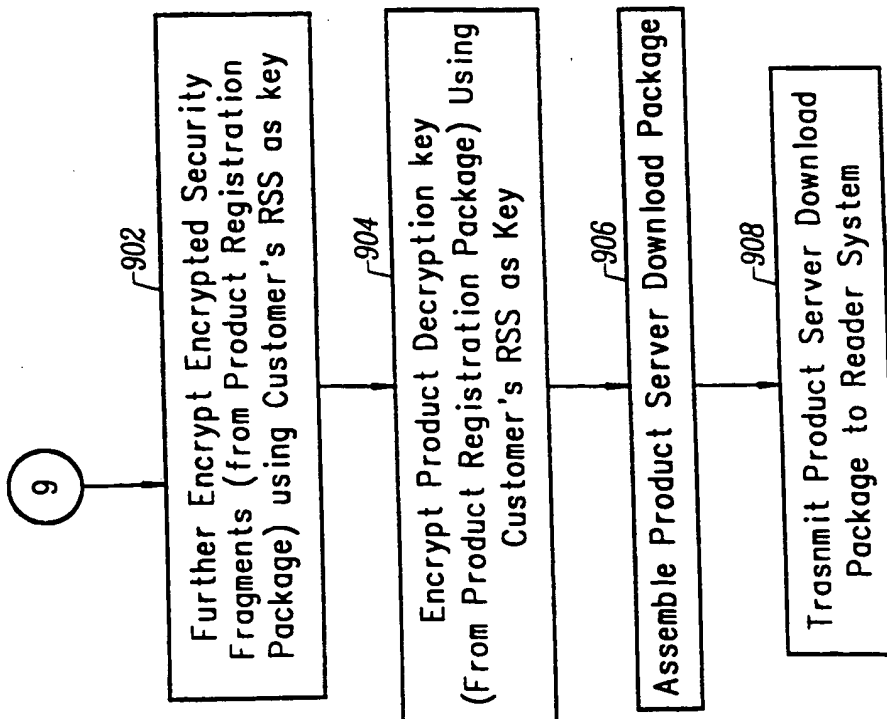 9
902
Further Encrypt Encrypted Security
Fragments (from Product Registration
Package) using Customer's RSS as key
904
Encrypt Product Decryption key
(From Product Registration Package) Using
Customer's RSS as Key
906
Assemble Product Server Download Package
908
Trasnmit Product Server Download
Package to Reader System